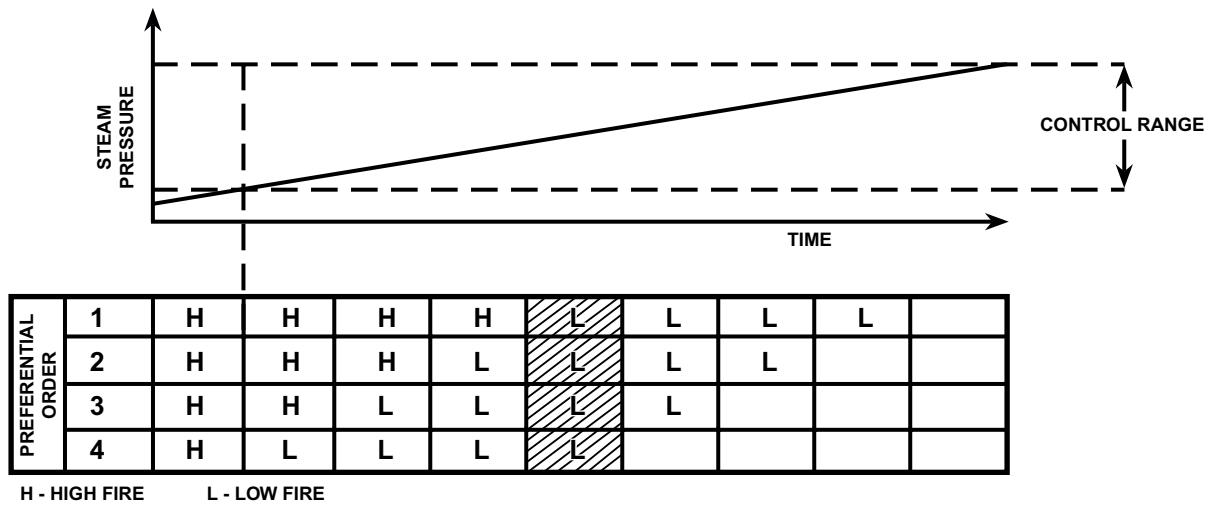 STEAM
PRESSURE
CONTROL RANGE
TIME
PREFERENTIAL
ORDER
1 H H H H L L L L
2 H H H L L L L
3 H H L L L L
4 H L L L L
H - HIGH FIRE L - LOW FIRE